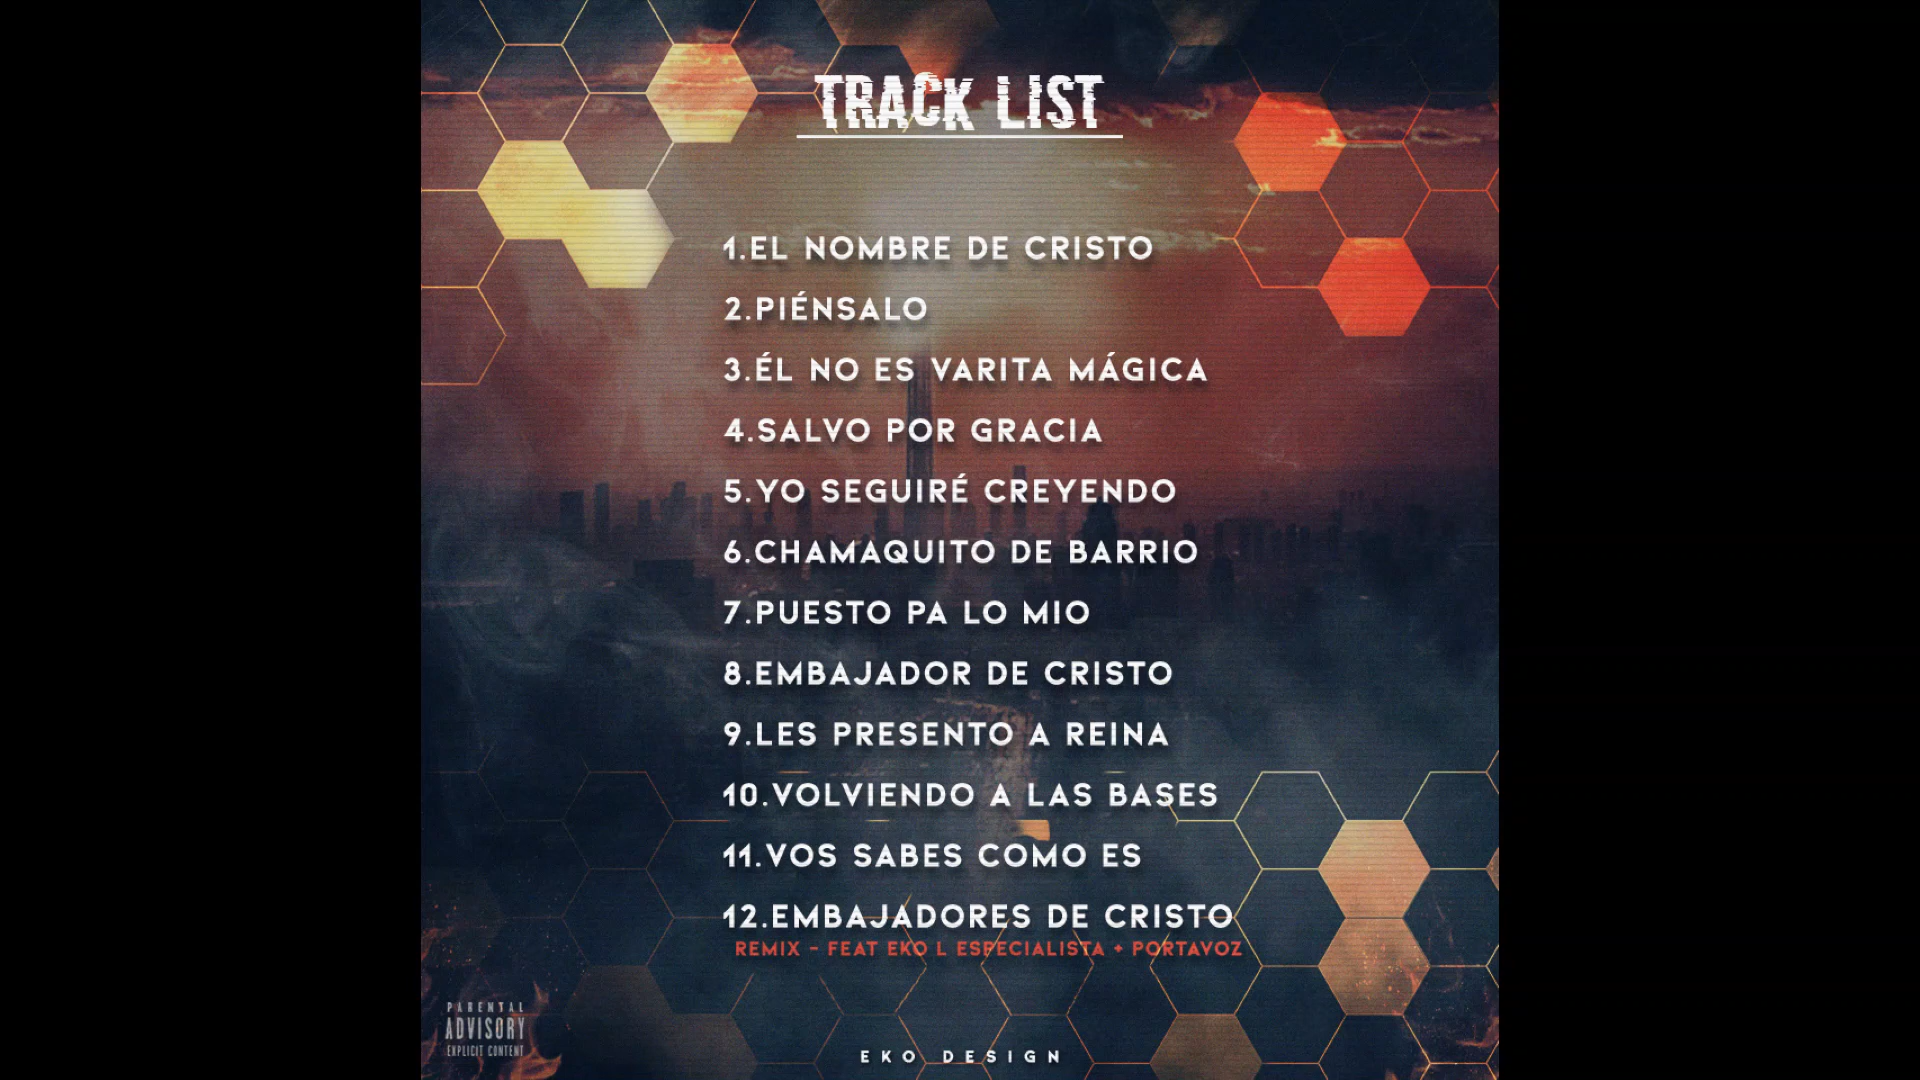 TRACK LIST
1.EL NOMBRE DE CRISTO
2.PIÉNSALO
3.ÉL NO ES VARITA MÁGICA
4.SALVO POR GRACIA
5.YO SEGUIRÉ CREYENDO
6.CHAMAQUITO DE BARRIO
7.PUESTO PA LO MIO
8.EMBAJADOR DE CRISTO
9.LES PRESENTO A REINA
10.VOLVIENDO A LAS BASES
11.VOS SABES COMO ES
12.EMBAJADORES DE CRISTO
REMIX - FEAT EKO L ESPECIALISTA + PORTAVOZ
PARENTAL
ADVISORY
EXPLICIT CONTENT
EKO DESIGN